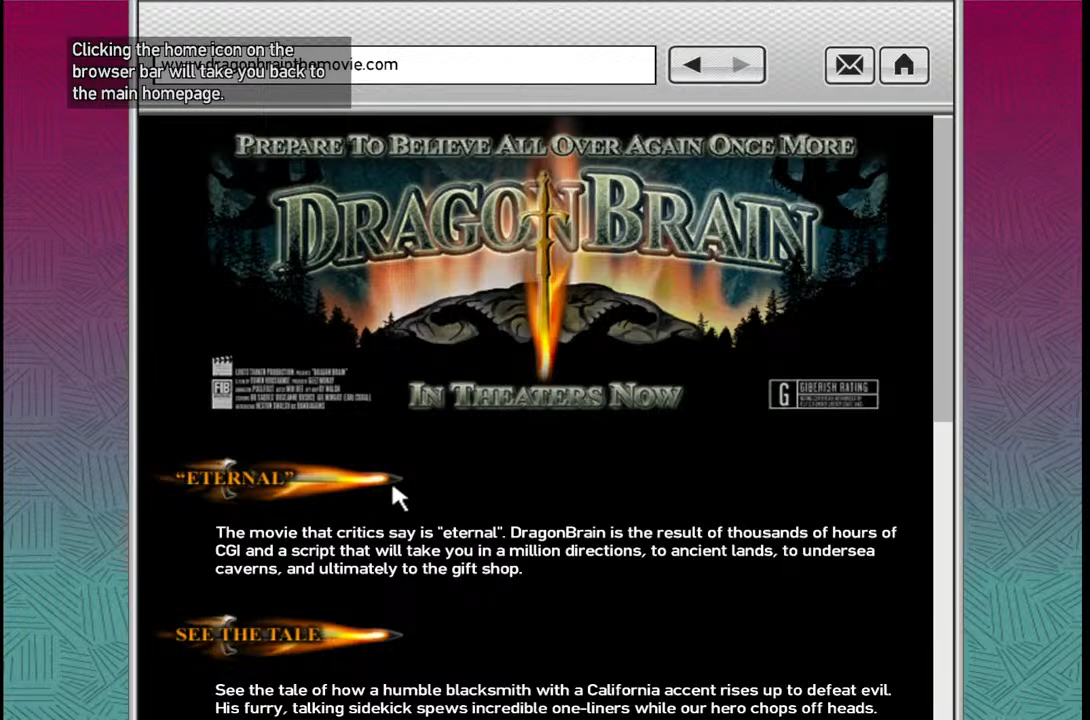 Clicking the home icon on the
browser bar will take you back to
the main homepage.
www.dragonbrainthemovie.com
PREPARE TO BELIEVE ALL OVER AGAIN ONCE MORE
DRAGON BRAIN
FIB
IN THEATERS NOW
G GIBERISH RATING
"ETERNAL"
The movie that critics say is "eternal". DragonBrain is the result of thousands of hours of
CGI and a script that will take you in a million directions, to ancient lands, to undersea
caverns, and ultimately to the gift shop.
SEE THE TALE
See the tale of how a humble blacksmith with a California accent rises up to defeat evil.
His furry, talking sidekick spews incredible one-liners while our hero chops off heads.